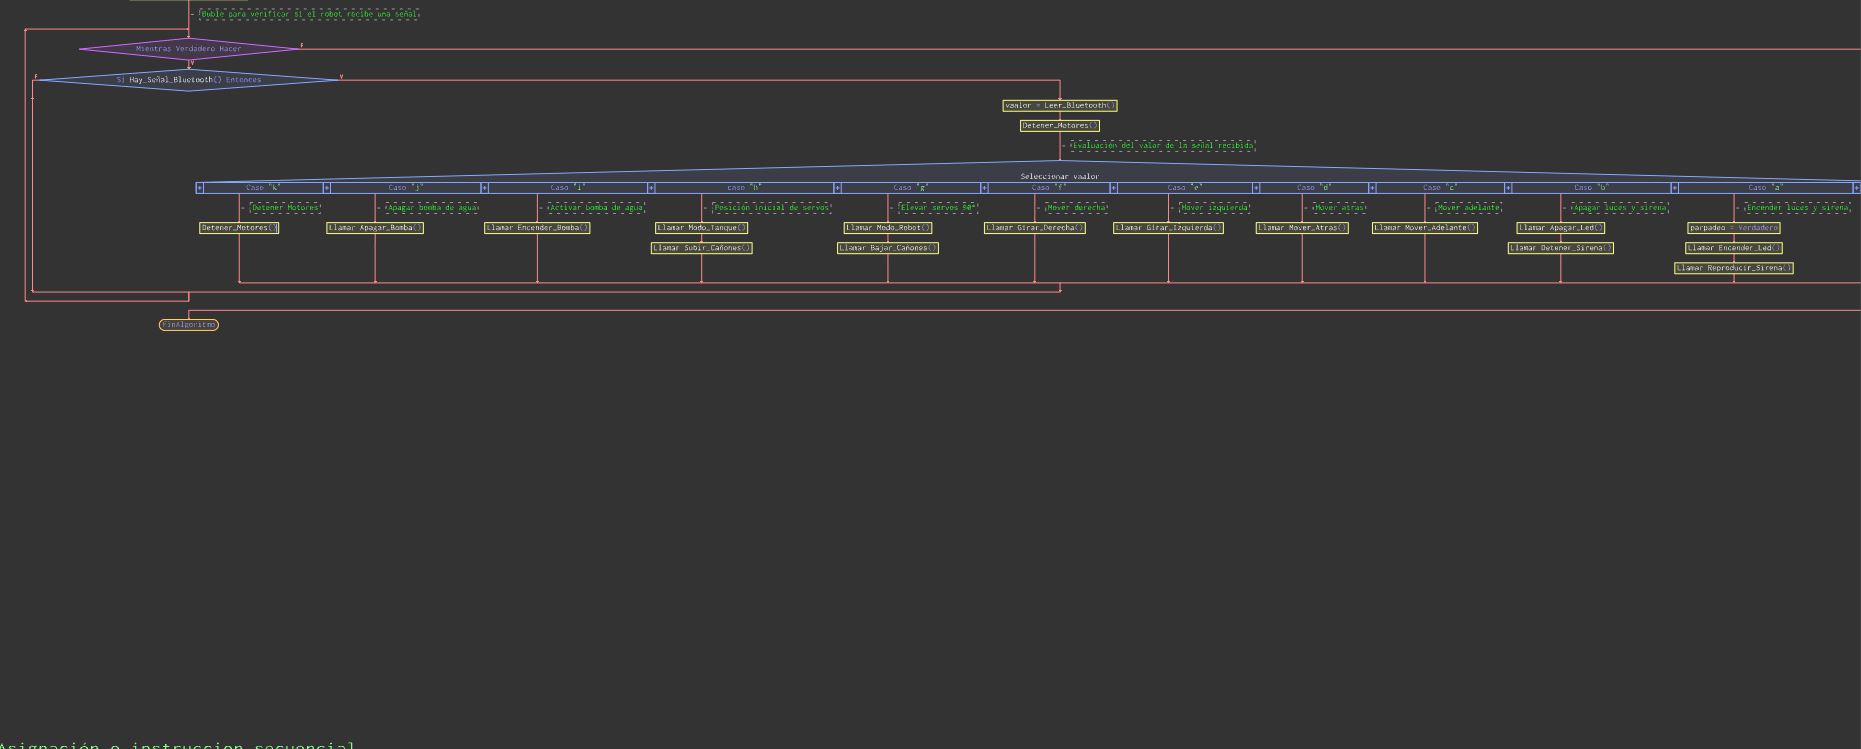 Buble para verificar si el robot recibe una señal
Mientras Verdadero Hacer
F
V
Si Hay_Señal_Bluetooth() Entonces
F
V
vaalor = Leer_Bluetooth()
Detener_Motores()
Evaluación del valor de la señal recibida
Seleccionar vaalor
Caso "k"
Caso "j"
Caso "i"
caso "h"
Caso "g"
Caso "f"
Caso "e"
Caso "d"
Caso "c"
Caso "b"
Caso "a"
Detener Motores
Apagar bomba de agua
Activar bomba de agua
Posición inicial de servos
Elevar servos 90°
Mover derecha
Mover izquierda
Mover atras
Mover adelante
Apagar luces y sirena
Encender luces y sirena
Detener_Motores()
Llamar Apagar_Bomba()
Llamar Encender_Bomba()
Llamar Modo_Tanque()
Llamar Modo_Robot()
Llamar Girar_Derecha()
Llamar Girar_Izquierda()
Llamar Mover_Atras()
Llamar Mover_Adelante()
Llamar Apagar_Led()
parpadeo = Verdadero
Llamar Subir_Cañones()
Llamar Bajar_Cañones()
Llamar Detener_Sirena()
Llamar Encender_Led()
Llamar Reproducir_Sirena()
FinAlgoritmo
Asignación o instruccion secuencial